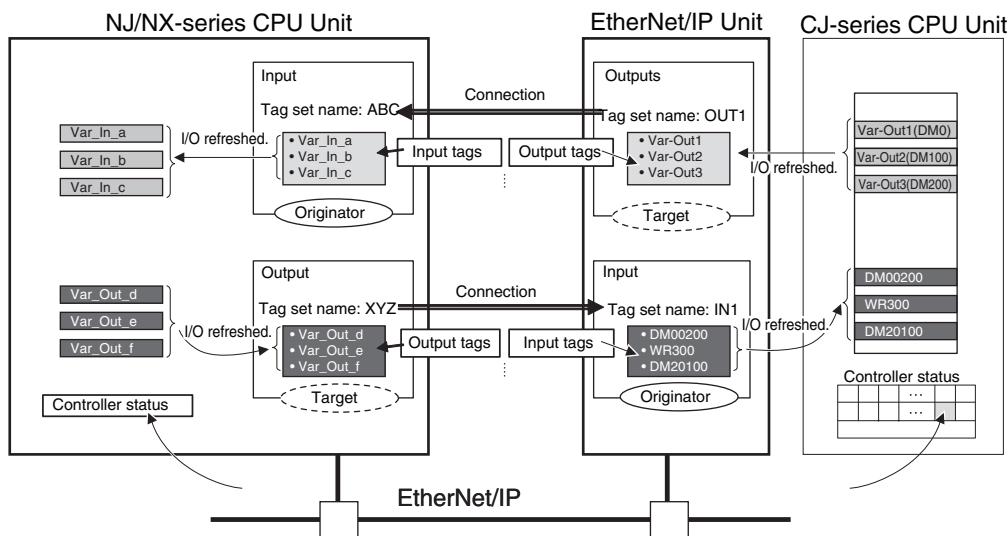 NJ/NX-series CPU Unit
EtherNet/IP Unit
CJ-series CPU Unit
Input
Tag set name: ABC
Var_In_a
Var_In_b
Var_In_c
I/O refreshed.
• Var_In_a
• Var_In_b
• Var_In_c
Originator
Connection
Input tags
Output tags
Outputs
Tag set name: OUT1
• Var-Out1
• Var-Out2
• Var-Out3
Target
I/O refreshed.
Var-Out1(DM0)
Var-Out2(DM100)
Var-Out3(DM200)
Output
Tag set name: XYZ
Var_Out_d
Var_Out_e
Var_Out_f
I/O refreshed.
• Var_Out_d
• Var_Out_e
• Var_Out_f
Target
Connection
Output tags
Input tags
Input
Tag set name: IN1
• DM00200
• WR300
• DM20100
Originator
I/O refreshed.
DM00200
WR300
DM20100
Controller status
Controller status
EtherNet/IP